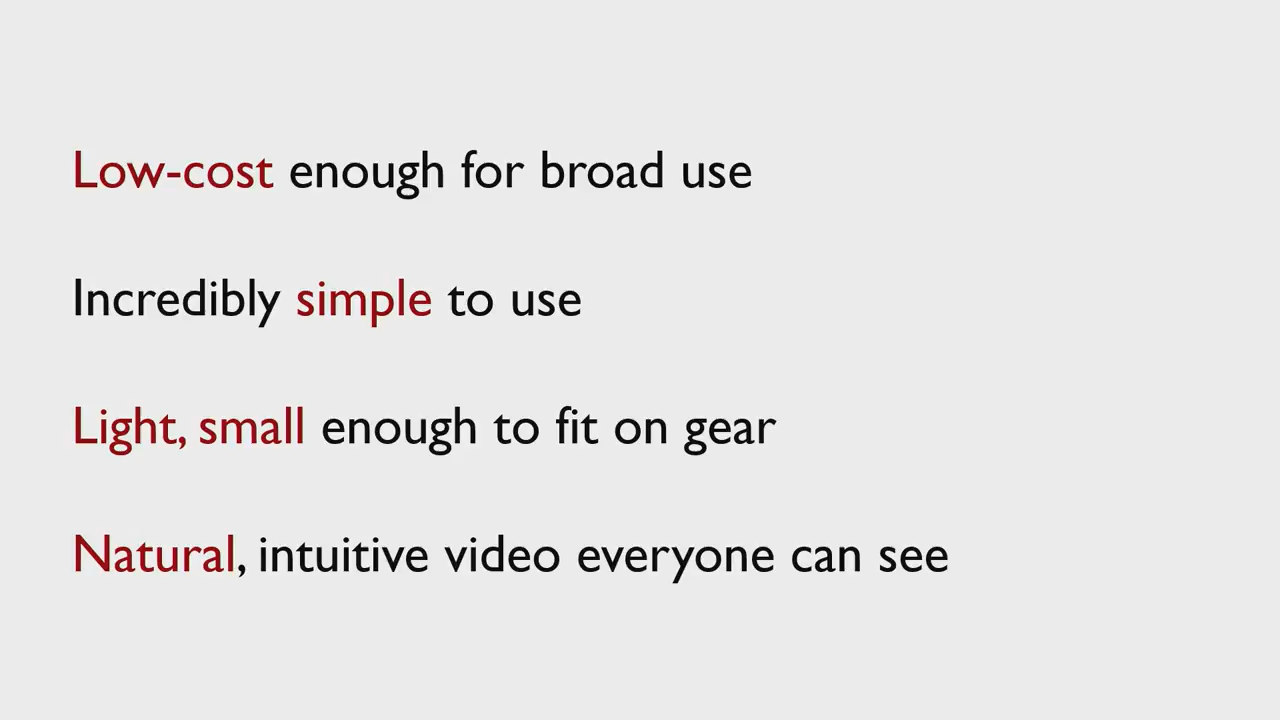 Low-cost enough for broad use
Incredibly simple to use
Light, small enough to fit on gear
Natural, intuitive video everyone can see